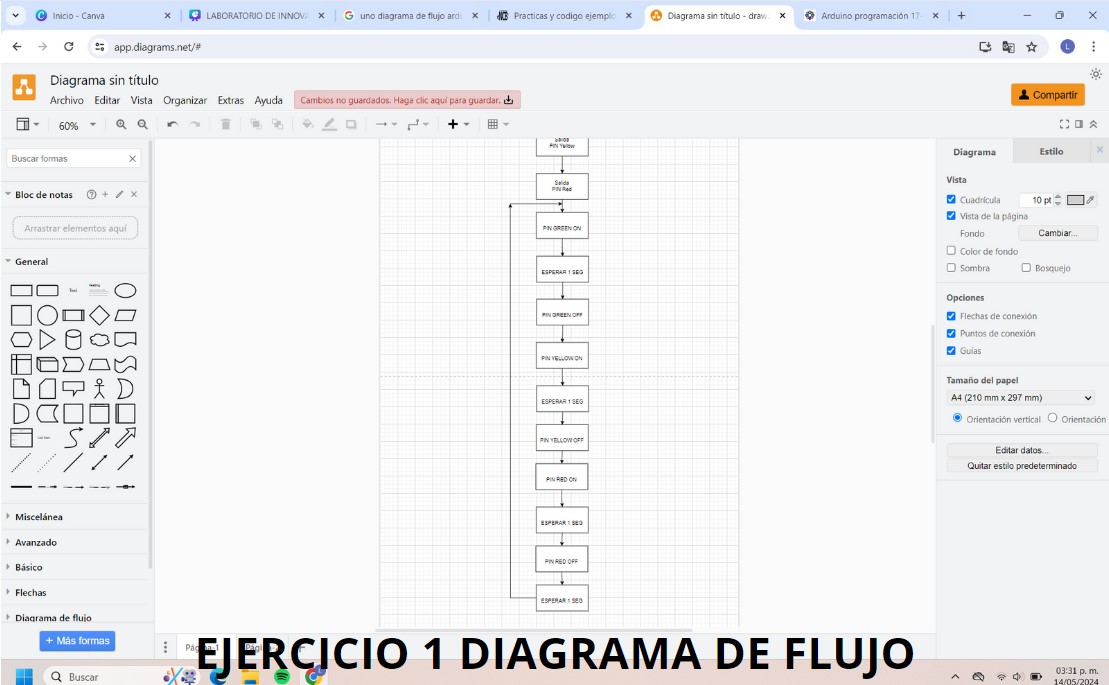 Inicio - Canva
LABORATORIO DE INNOVA
uno diagrama de flujo ard
Practicas y codigo ejemplo
Diagrama sin título - draw.
Arduino programación 17-
app.diagrams.net/#
L
Diagrama sin título
Archivo Editar Vista Organizar Extras Ayuda
Cambios no guardados. Haga clic aquí para guardar.
Compartir
60%
Buscar formas
Bloc de notas
Arrastrar elementos aquí
General
Text
Miscelánea
Avanzado
Básico
Flechas
Diagrama de flujo
+ Más formas
Salida
PIN Yellow
Salida
PIN Red
PIN GREEN ON
ESPERAR 1 SEG
PIN GREEN OFF
PIN YELLOW ON
ESPERAR 1 SEG
PIN YELLOW OFF
PIN RED ON
ESPERAR 1 SEG
PIN RED OFF
ESPERAR 1 SEG
Diagrama Estilo
Vista
Cuadrícula 10 pt
Vista de la página
Fondo Cambiar...
Color de fondo
Sombra Bosquejo
Opciones
Flechas de conexión
Puntos de conexión
Guías
Tamaño del papel
A4 (210 mm x 297 mm)
Orientación vertical Orientación
Editar datos...
Quitar estilo predeterminado
EJERCICIO 1 DIAGRAMA DE FLUJO
Buscar
03:31 p. m.
14/05/2024